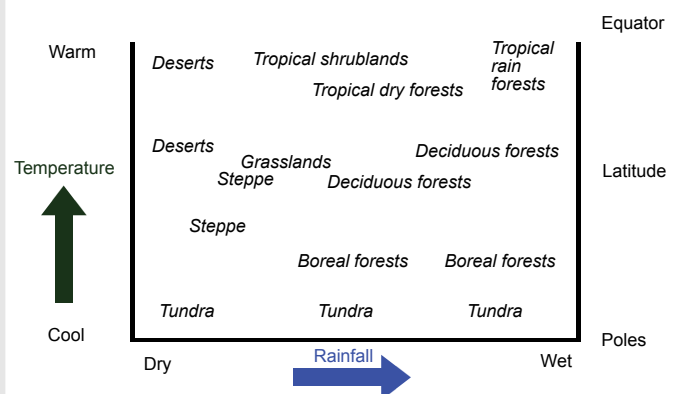 Equator
Warm
Deserts
Tropical shrublands
Tropical
rain
forests
Tropical dry forests
Deserts
Grasslands
Deciduous forests
Temperature
Steppe
Deciduous forests
Latitude
Steppe
Boreal forests
Boreal forests
Tundra
Tundra
Tundra
Cool
Poles
Dry
Rainfall
Wet